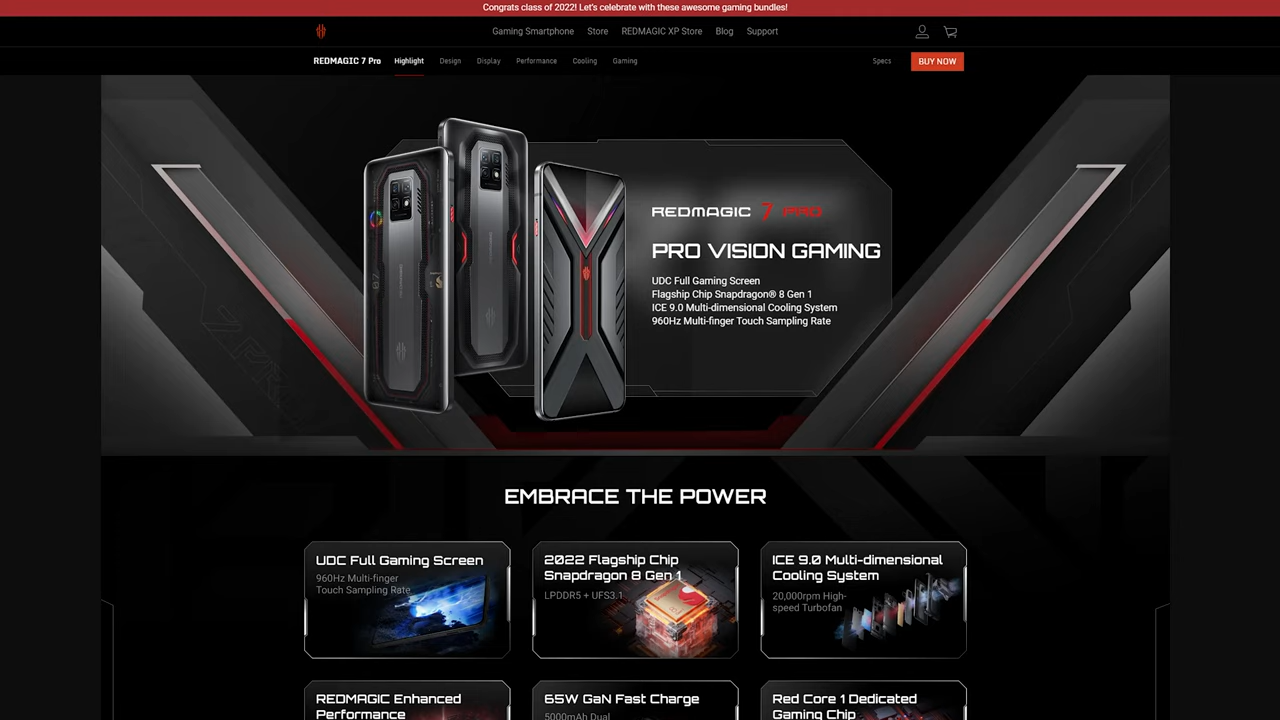 Congrats class of 2022! Let's celebrate with these awesome gaming bundles!
Gaming Smartphone Store REDMAGIC XP Store Blog Support
REDMAGIC 7 Pro Highlight Design Display Performance Cooling Gaming Specs BUY NOW
REDMAGIC 7 PRO
PRO VISION GAMING
UDC Full Gaming Screen
Flagship Chip Snapdragon® 8 Gen 1
ICE 9.0 Multi-dimensional Cooling System
960Hz Multi-finger Touch Sampling Rate
EMBRACE THE POWER
UDC Full Gaming Screen
960Hz Multi-finger
Touch Sampling Rate
2022 Flagship Chip
Snapdragon 8 Gen 1
LPDDR5 + UFS3.1
ICE 9.0 Multi-dimensional
Cooling System
20,000rpm High-
speed Turbofan
REDMAGIC Enhanced
Performance
65W GaN Fast Charge
5000mAh Dual
Red Core 1 Dedicated
Gaming Chip